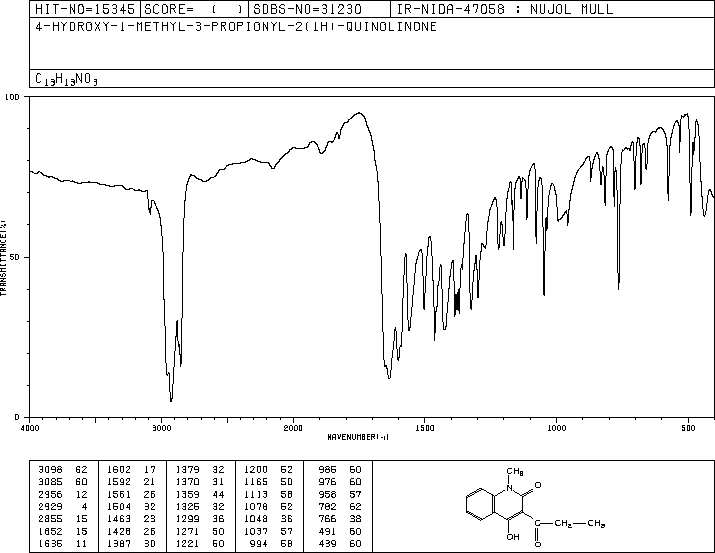 HIT-NO=15345 SCORE= ( ) SDBS-NO=31230 IR-NIDA-47058 : NUJOL MULL
4-HYDROXY-1-METHYL-3-PROPIONYL-2(1H)-QUINOLINONE
C13H13NO3
100
50
0
TRANSMITTANCE(%)
4000 3000 2000 1500 1000 500
WAVENUMBER(-1)
3098 62 1602 17 1379 32 1200 52 986 60
3085 60 1592 21 1370 31 1165 50 976 60
2956 12 1561 26 1359 44 1113 58 958 57
2929 4 1504 32 1325 32 1078 52 782 62
2855 15 1463 23 1299 36 1048 36 766 38
1652 15 1428 26 1271 50 1037 57 491 60
1635 11 1387 30 1221 50 994 58 439 60
CH3
N
O
OH
O
CH2
CH3